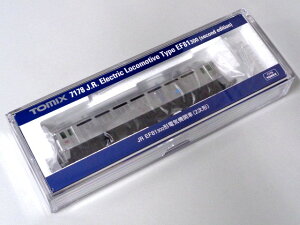 TOMIX 7178 J.R. Electric Locomotive Type EF81 300 (second edition)
JR EF81 300形電気機関車(2次形)